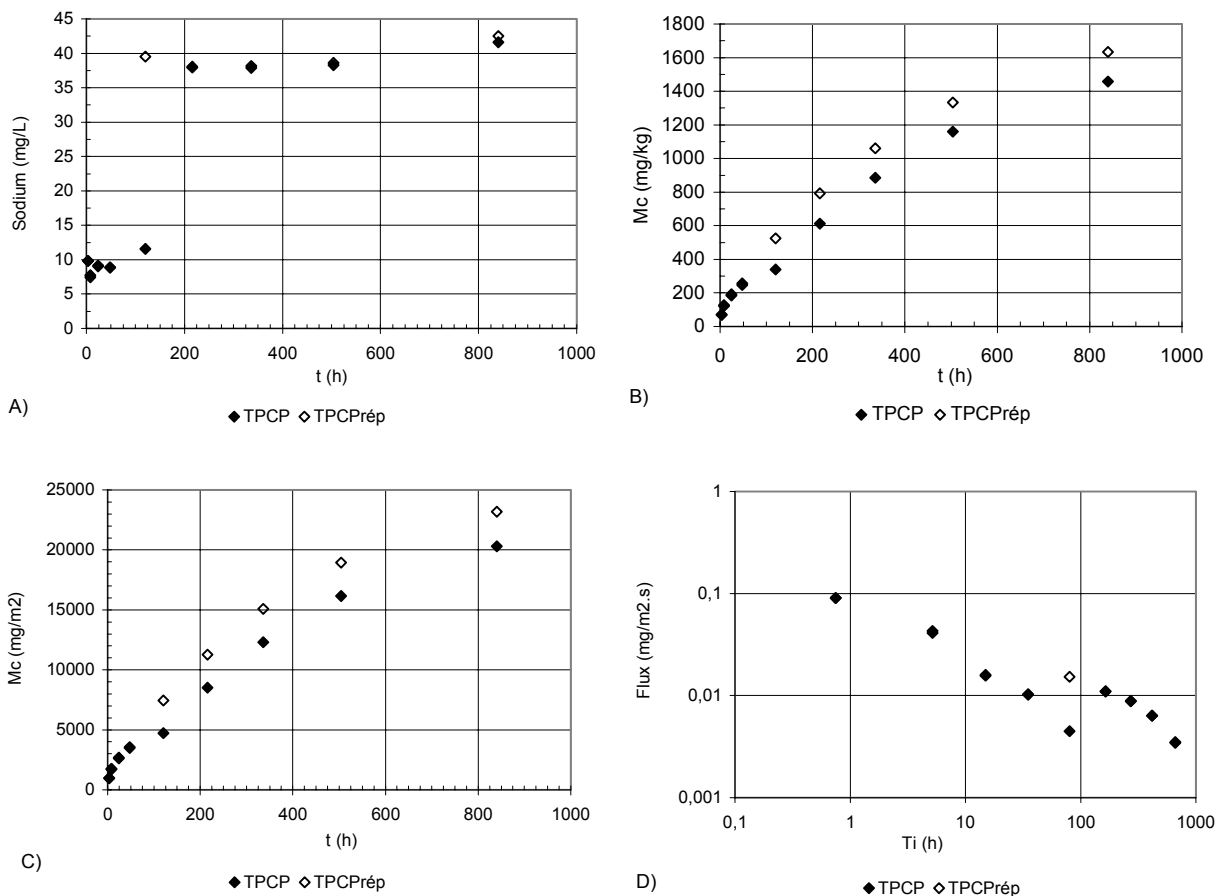 45
40
35
30
25
20
15
10
5
0
Sodium (mg/L)
0 200 400 600 800 1000
t (h)
A)
◆ TPCP ◇ TPCPrép
1800
1600
1400
1200
1000
800
600
400
200
0
Mc (mg/kg)
0 200 400 600 800 1000
t (h)
B)
◆ TPCP ◇ TPCPrép
25000
20000
15000
10000
5000
0
Mc (mg/m2)
0 200 400 600 800 1000
t (h)
C)
◆ TPCP ◇ TPCPrép
1
0,1
0,01
0,001
Flux (mg/m2.s)
0,1 1 10 100 1000
Ti (h)
D)
◆ TPCP ◇ TPCPrép